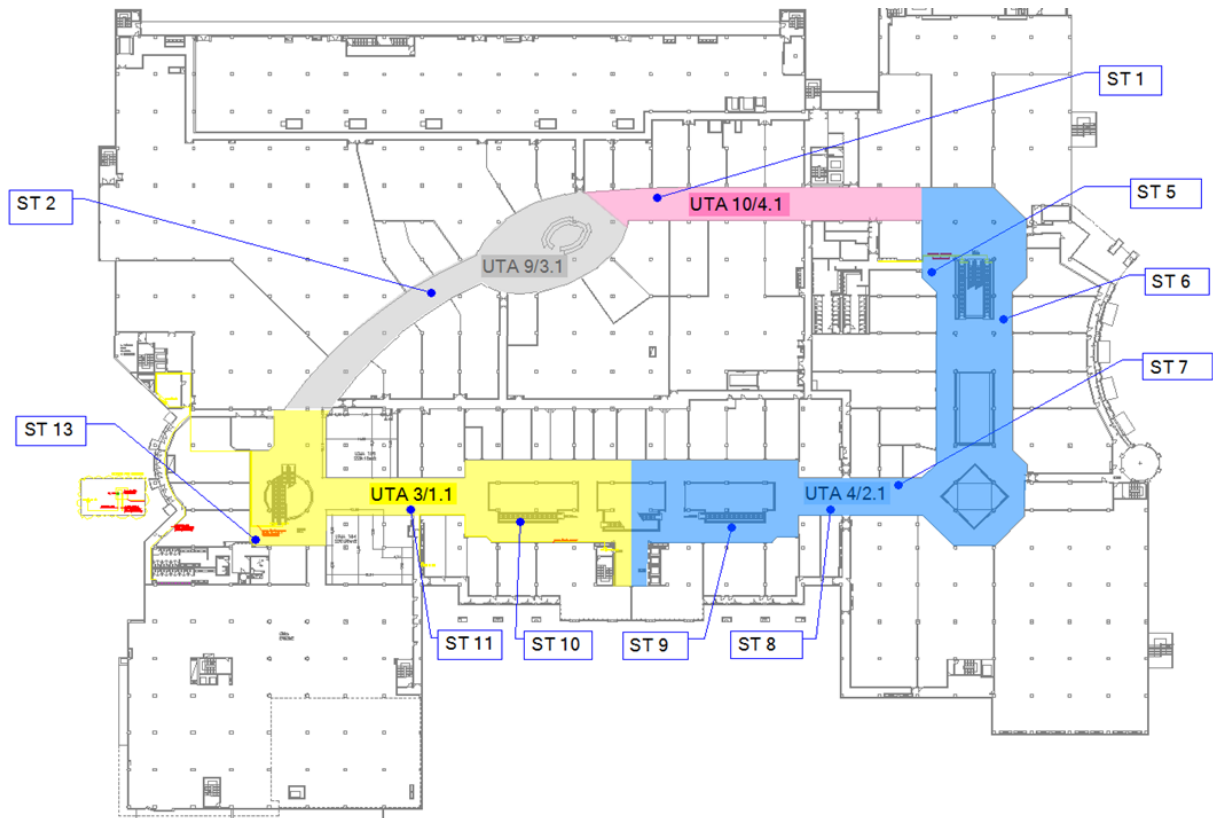 ST 1
ST 5
ST 2
UTA 10/4.1
UTA 9/3.1
ST 6
ST 7
ST 13
UTA 3/1.1
UTA 4/2.1
ST 11
ST 10
ST 9
ST 8